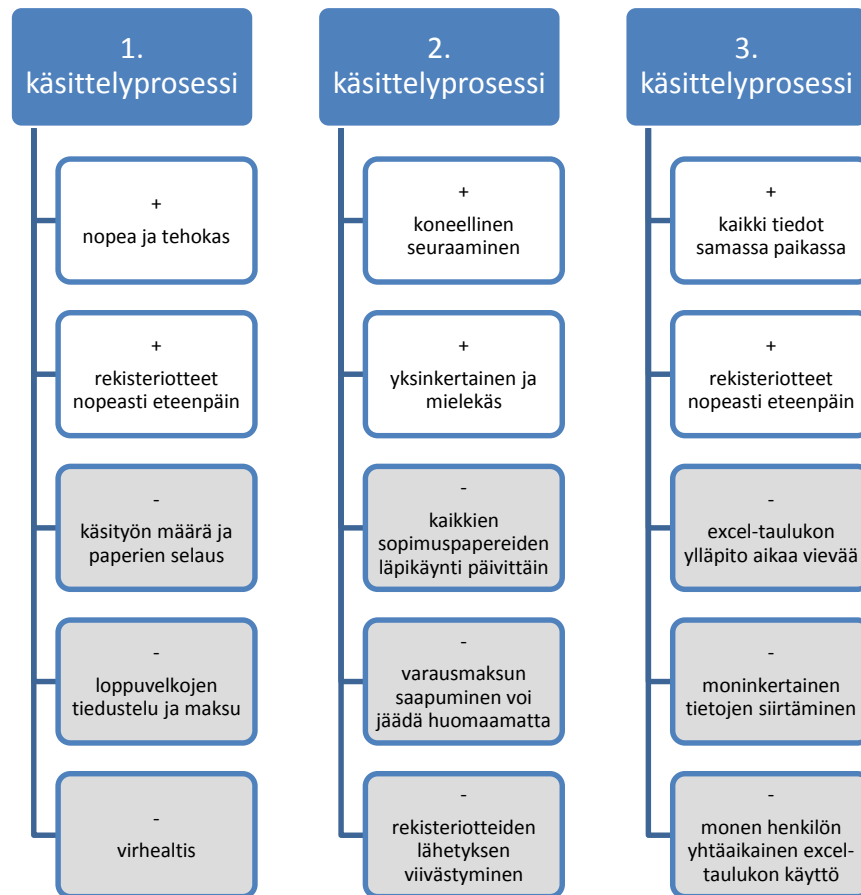 1.
käsittelyprosessi
+
nopea ja tehokas
+
rekisteriotteet
nopeasti eteenpäin
-
käsityön määrä ja
paperien selaus
-
loppuvelkojen
tiedustelu ja maksu
-
virhealtis
2.
käsittelyprosessi
+
koneellinen
seuraaminen
+
yksinkertainen ja
mielekäs
-
kaikkien
sopimuspapereiden
läpikäynti päivittäin
-
varausmaksun
saapuminen voi
jäädä huomaamatta
-
rekisteriotteiden
lähetyksen
viivästyminen
3.
käsittelyprosessi
+
kaikki tiedot
samassa paikassa
+
rekisteriotteet
nopeasti eteenpäin
-
excel-taulukon
ylläpito aikaa vievää
-
moninkertainen
tietojen siirtäminen
-
monen henkilön
yhtäaikainen excel-
taulukon käyttö